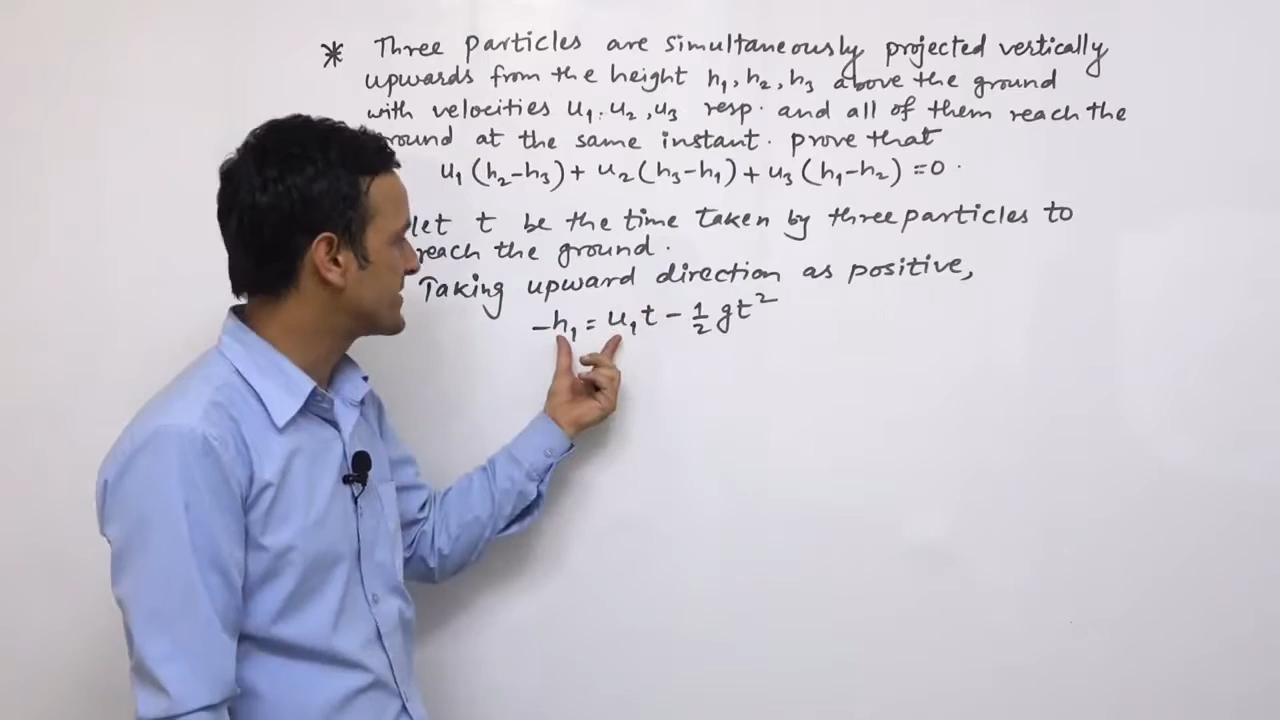 * Three particles are simultaneously projected vertically
upwards from the height h₁, h₂, h₃ above the ground
with velocities u₁, u₂, u₃ resp. and all of them reach the
round at the same instant. prove that
u₁ (h₂-h₃) + u₂ (h₃-h₁) + u₃ (h₁-h₂) = 0.
let t be the time taken by three particles to
reach the ground.
Taking upward direction as positive,
-h₁ = u₁t - ½ gt²